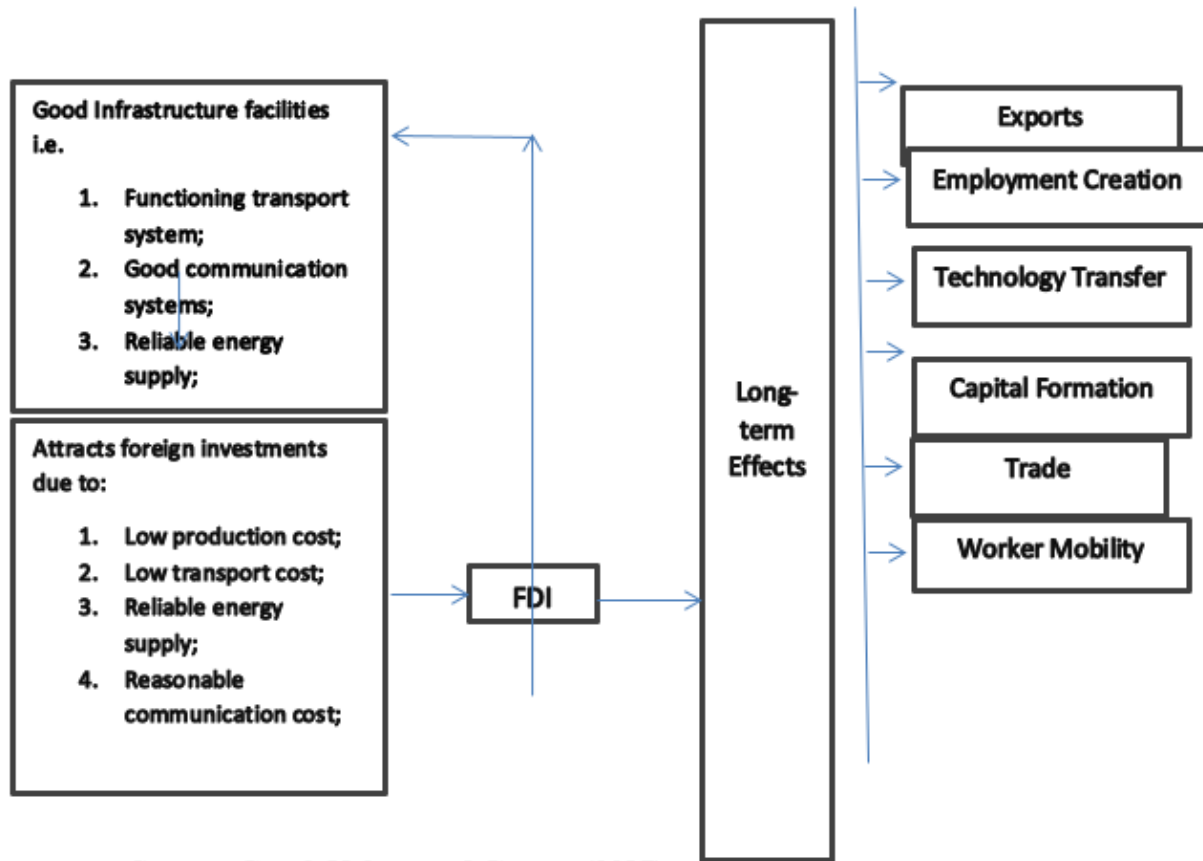 Good Infrastructure facilities
i.e.
1. Functioning transport
system;
2. Good communication
systems;
3. Reliable energy
supply;
Attracts foreign investments
due to:
1. Low production cost;
2. Low transport cost;
3. Reliable energy
supply;
4. Reasonable
communication cost;
FDI
Long-
term
Effects
Exports
Employment Creation
Technology Transfer
Capital Formation
Trade
Worker Mobility